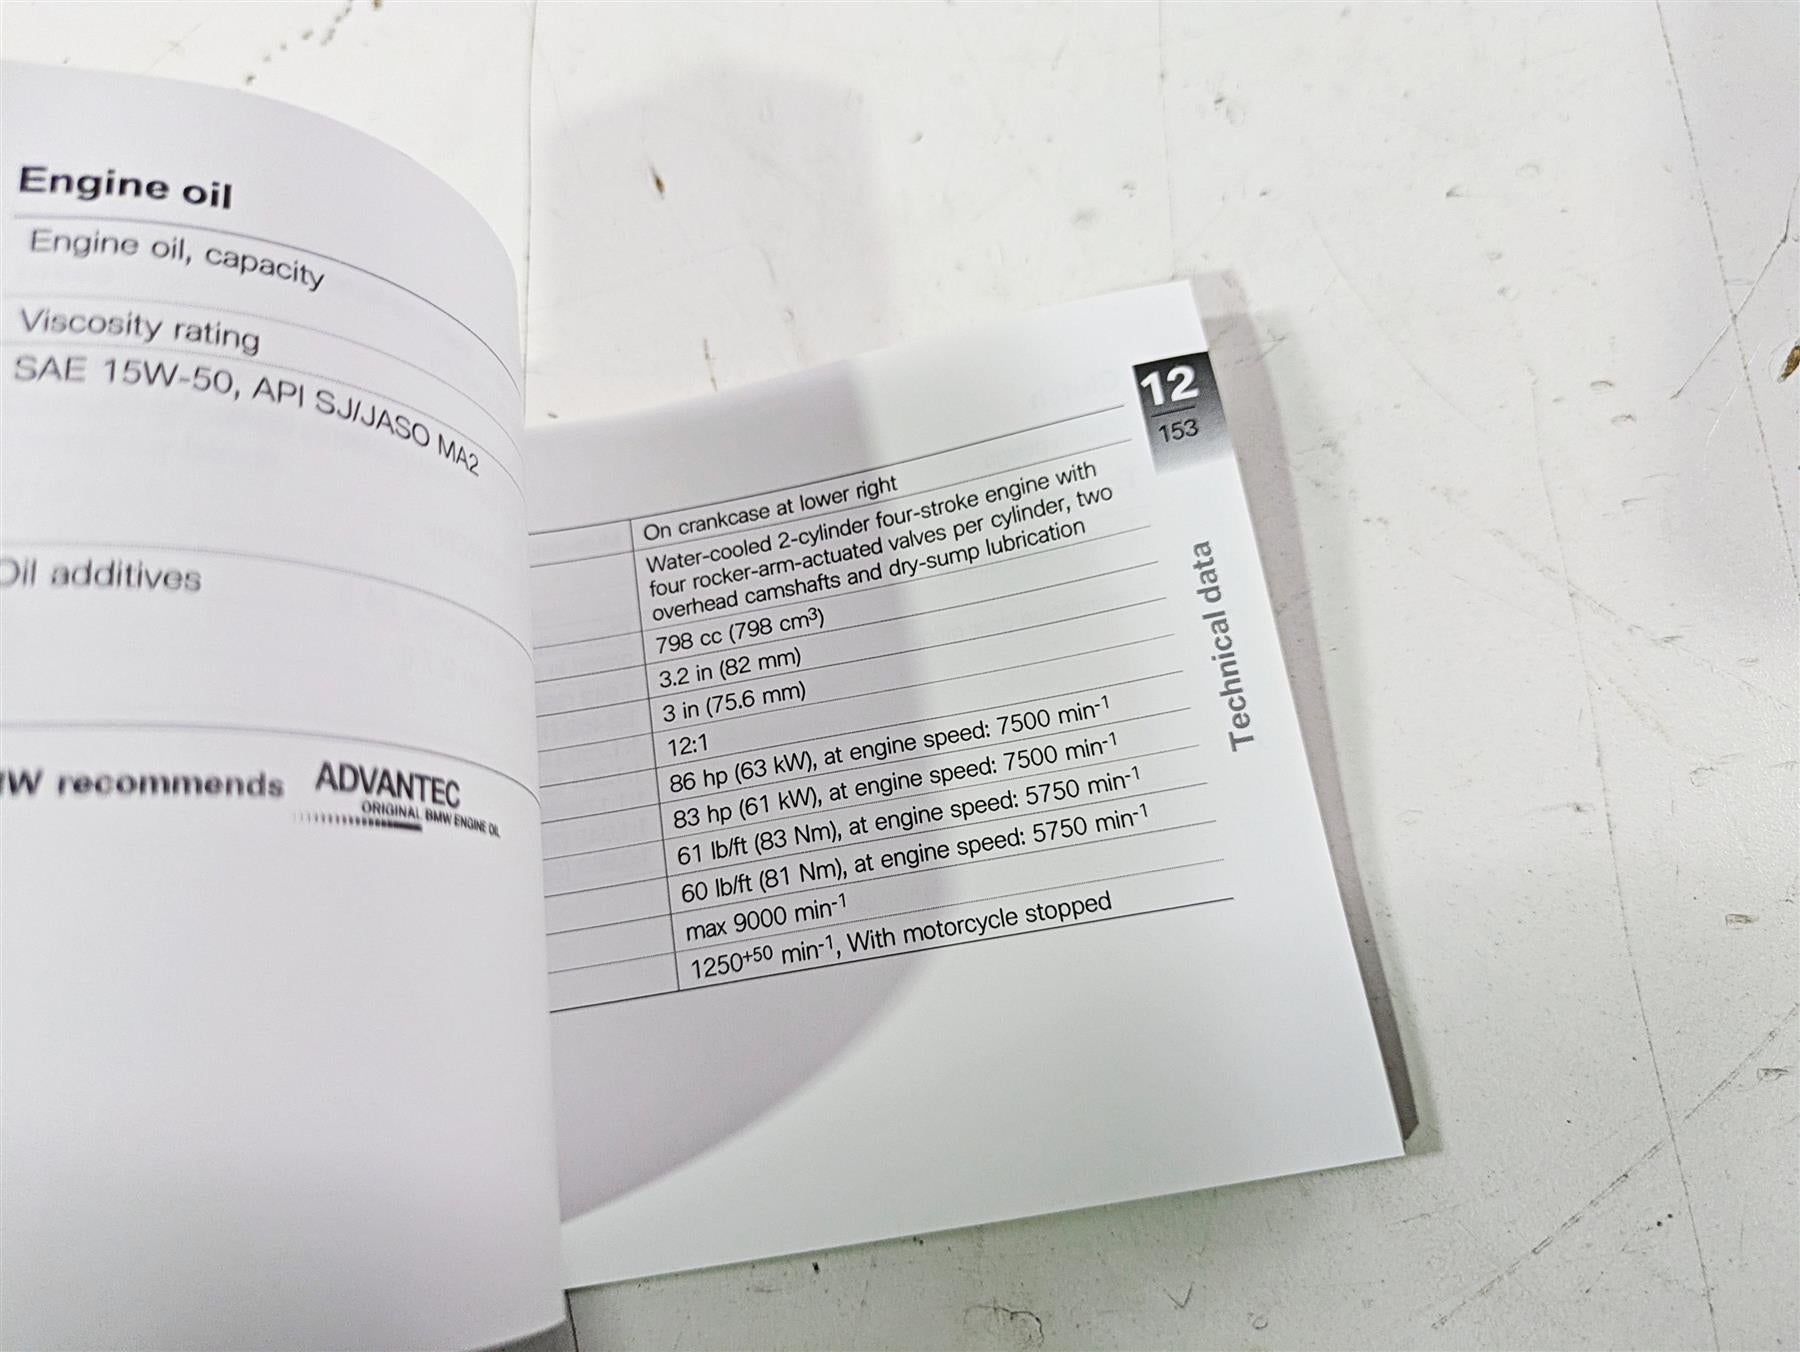 Engine oil
Engine oil, capacity
Viscosity rating
SAE 15W-50, API SJ/JASO MA2
Oil additives
recommends
ADVANTEC
ORIGINAL BMW ENGINE OIL
12
153
On crankcase at lower right
Water-cooled 2-cylinder four-stroke engine with
four rocker-arm-actuated valves per cylinder, two
overhead camshafts and dry-sump lubrication
798 cc (798 cm³)
3.2 in (82 mm)
3 in (75.6 mm)
12:1
86 hp (63 kW), at engine speed: 7500 min⁻¹
83 hp (61 kW), at engine speed: 7500 min⁻¹
61 lb/ft (83 Nm), at engine speed: 5750 min⁻¹
60 lb/ft (81 Nm), at engine speed: 5750 min⁻¹
max 9000 min⁻¹
1250⁺⁵⁰ min⁻¹, With motorcycle stopped
Technical data